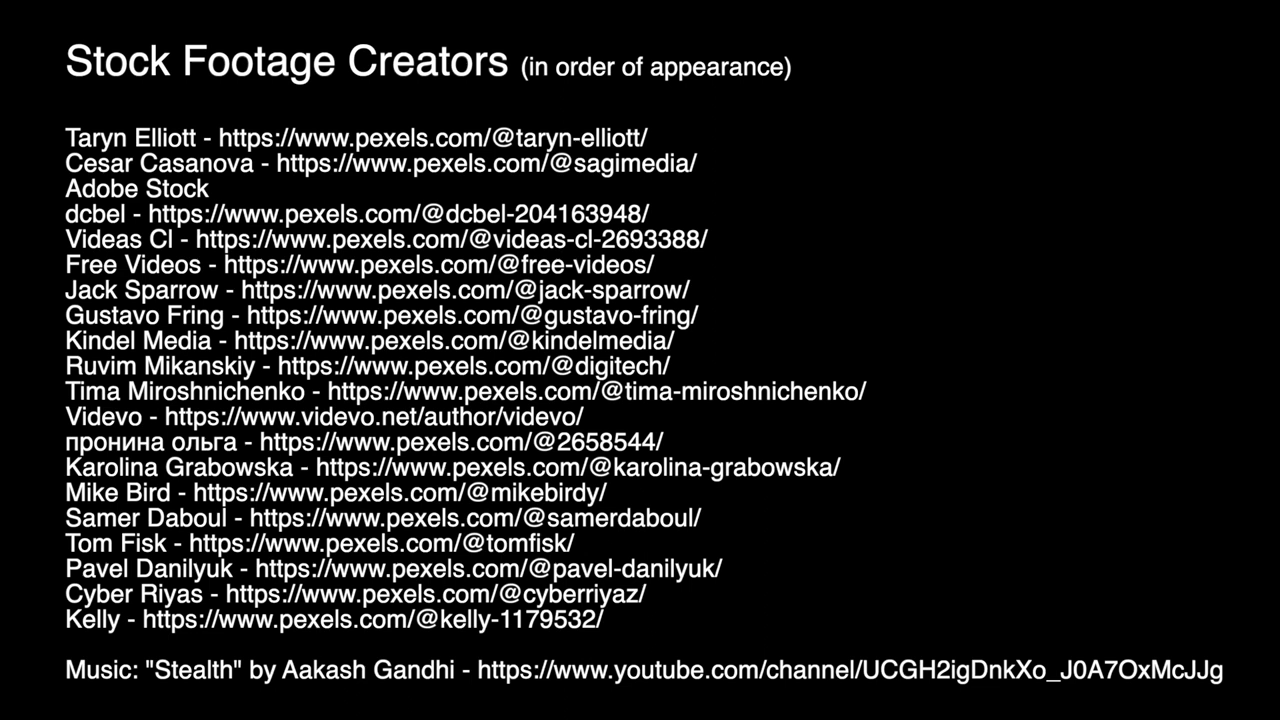 Stock Footage Creators (in order of appearance)
Taryn Elliott - https://www.pexels.com/@taryn-elliott/
Cesar Casanova - https://www.pexels.com/@sagimedia/
Adobe Stock
dcbel - https://www.pexels.com/@dcbel-204163948/
Videas Cl - https://www.pexels.com/@videas-cl-2693388/
Free Videos - https://www.pexels.com/@free-videos/
Jack Sparrow - https://www.pexels.com/@jack-sparrow/
Gustavo Fring - https://www.pexels.com/@gustavo-fring/
Kindel Media - https://www.pexels.com/@kindelmedia/
Ruvim Mikanskiy - https://www.pexels.com/@digitech/
Tima Miroshnichenko - https://www.pexels.com/@tima-miroshnichenko/
Videvo - https://www.videvo.net/author/videvo/
пронина ольга - https://www.pexels.com/@2658544/
Karolina Grabowska - https://www.pexels.com/@karolina-grabowska/
Mike Bird - https://www.pexels.com/@mikebirdy/
Samer Daboul - https://www.pexels.com/@samerdaboul/
Tom Fisk - https://www.pexels.com/@tomfisk/
Pavel Danilyuk - https://www.pexels.com/@pavel-danilyuk/
Cyber Riyas - https://www.pexels.com/@cyberriyaz/
Kelly - https://www.pexels.com/@kelly-1179532/
Music: "Stealth" by Aakash Gandhi - https://www.youtube.com/channel/UCGH2igDnkXo_J0A7OxMcJJg